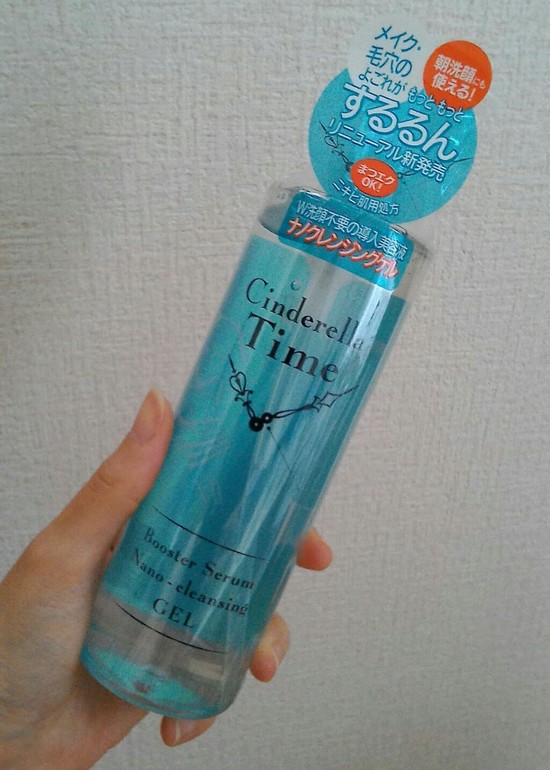 メイク・
毛穴の
よごれが もっと もっと
するるん
リニューアル新発売
朝洗顔にも
使える!
まつエク
OK!
ニキビ肌用処方
W洗顔不要の導入美容液
ナノクレンジングゲル
Cinderella
Time
Booster Serum
Nano-cleansing
GEL